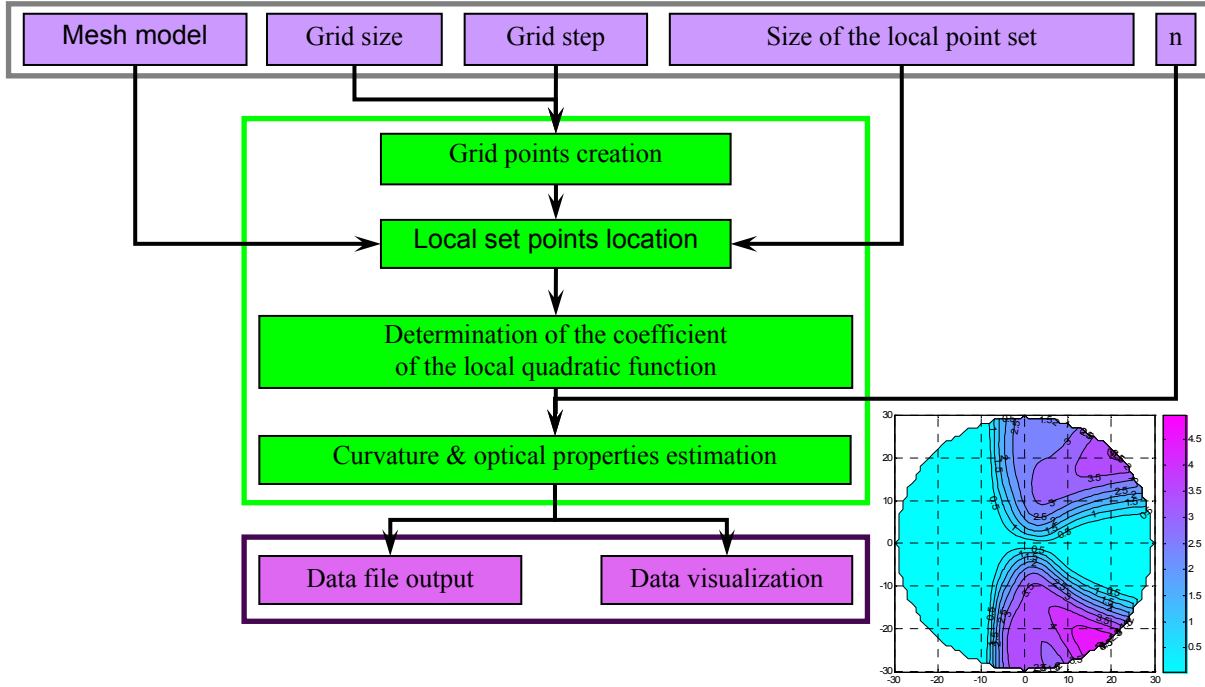 Mesh model
Grid size
Grid step
Size of the local point set
n
Grid points creation
Local set points location
Determination of the coefficient
of the local quadratic function
Curvature & optical properties estimation
Data file output
Data visualization
30
20
10
0
-10
-20
-30
-30 -20 -10 0 10 20 30
4.5
4
3.5
3
2.5
2
1.5
1
0.5